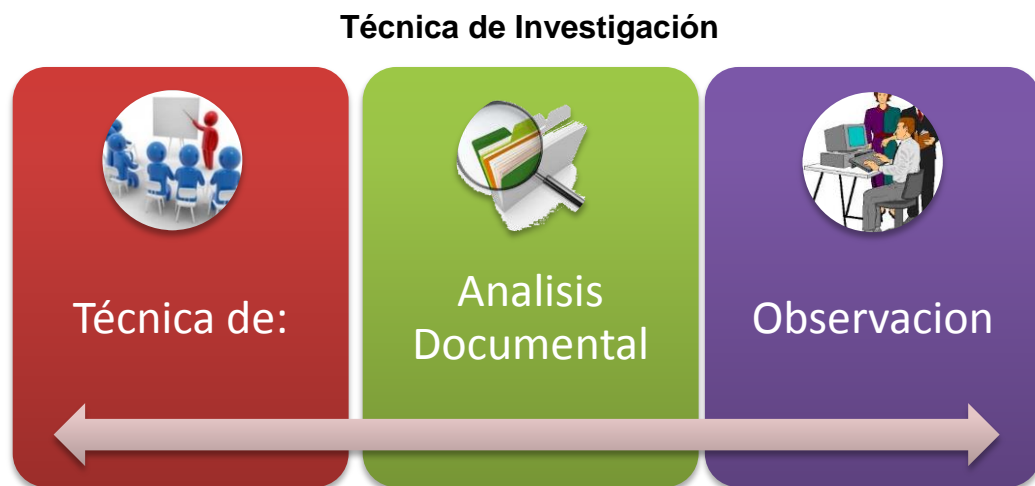 Técnica de Investigación
Técnica de:
Analisis
Documental
Observacion